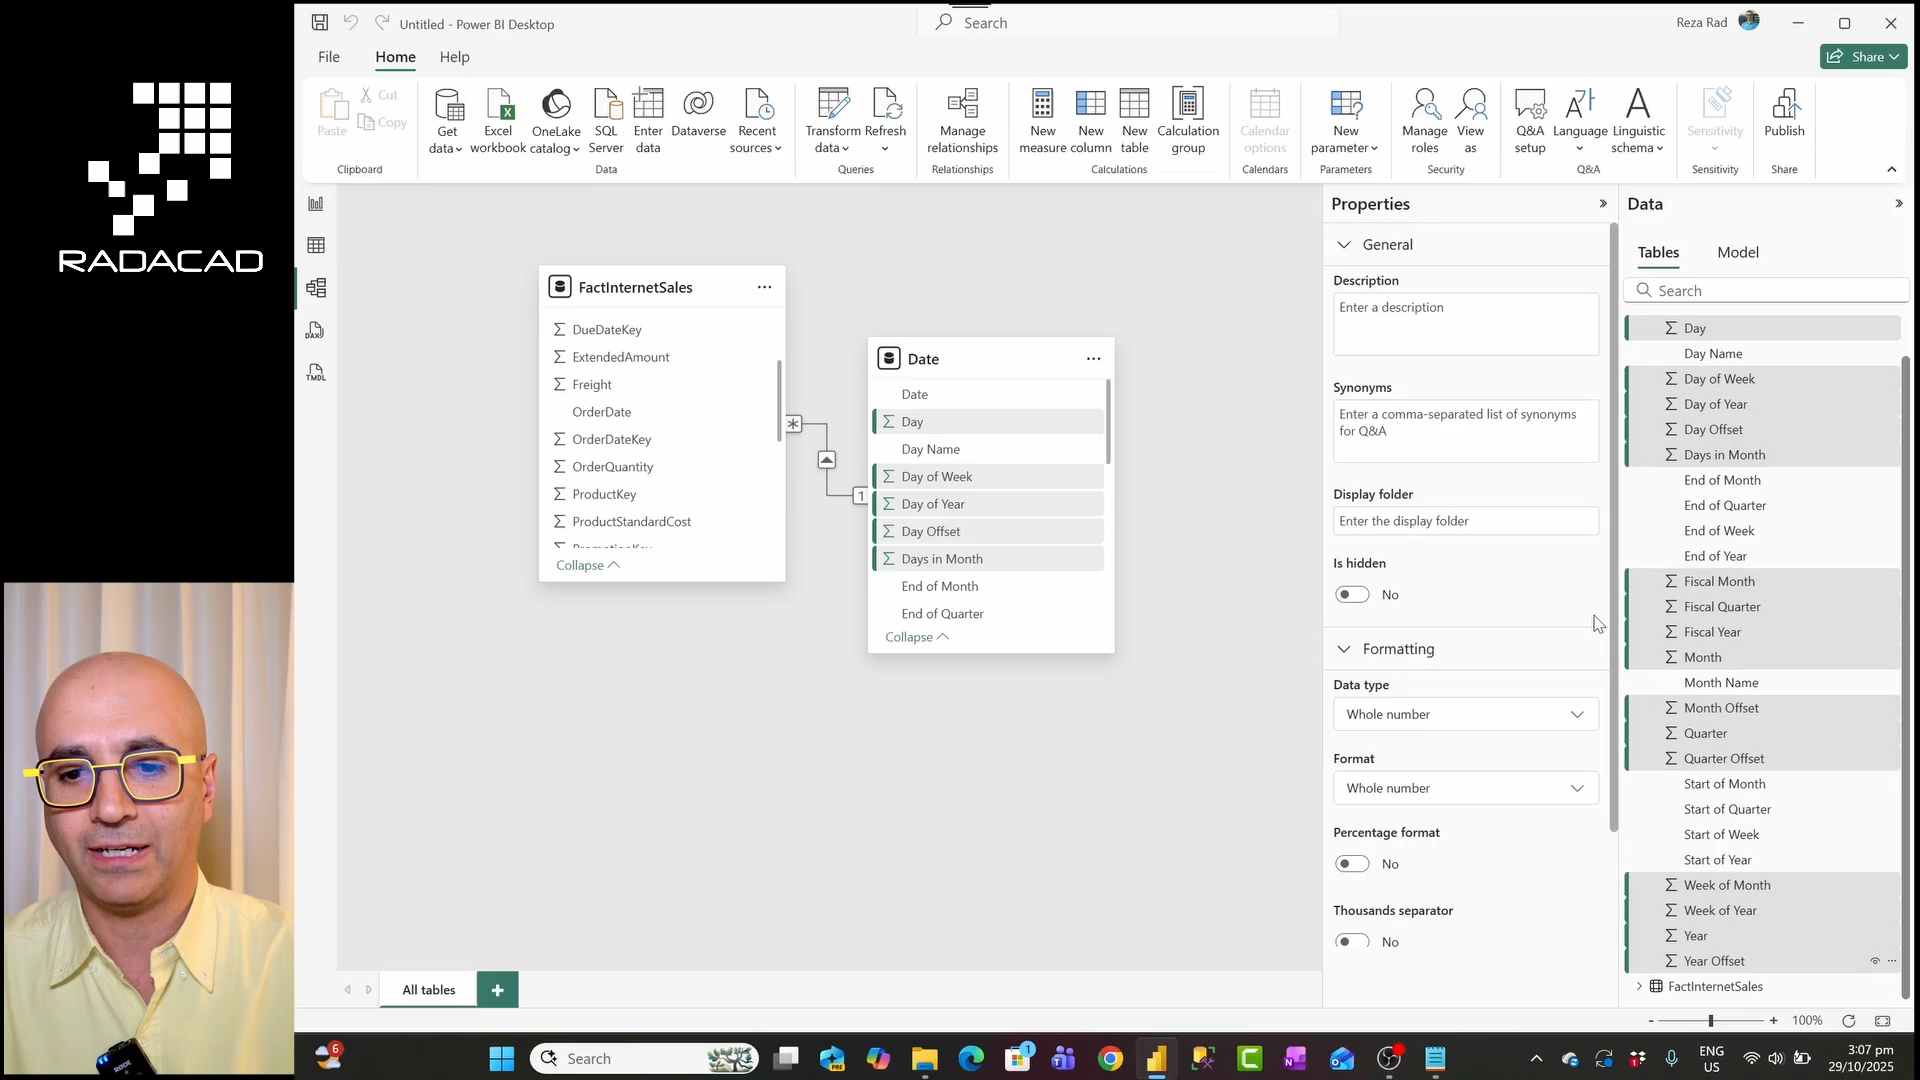 RADACAD
Untitled - Power BI Desktop
Search
Reza Rad
File
Home
Help
Share
Paste
Cut
Copy
Clipboard
Get data
Excel workbook
OneLake catalog
SQL Server
Enter data
Dataverse
Recent sources
Data
Transform data
Refresh
Queries
Manage relationships
Relationships
New measure
New column
New table
Calculation group
Calculations
Calendar options
Calendars
New parameter
Parameters
Manage roles
View as
Security
Q&A setup
Language
Linguistic schema
Q&A
Sensitivity
Sensitivity
Publish
Share
FactInternetSales
DueDateKey
ExtendedAmount
Freight
OrderDate
OrderDateKey
OrderQuantity
ProductKey
ProductStandardCost
Collapse
1
Date
Date
Day
Day Name
Day of Week
Day of Year
Day Offset
Days in Month
End of Month
End of Quarter
Collapse
All tables
Properties
General
Description
Enter a description
Synonyms
Enter a comma-separated list of synonyms
for Q&A
Display folder
Enter the display folder
Is hidden
No
Formatting
Data type
Whole number
Format
Whole number
Percentage format
No
Thousands separator
No
Data
Tables
Model
Search
Day
Day Name
Day of Week
Day of Year
Day Offset
Days in Month
End of Month
End of Quarter
End of Week
End of Year
Fiscal Month
Fiscal Quarter
Fiscal Year
Month
Month Name
Month Offset
Quarter
Quarter Offset
Start of Month
Start of Quarter
Start of Week
Start of Year
Week of Month
Week of Year
Year
Year Offset
FactInternetSales
100%
6
Search
PRE
1
ENG
US
3:07 pm
29/10/2025